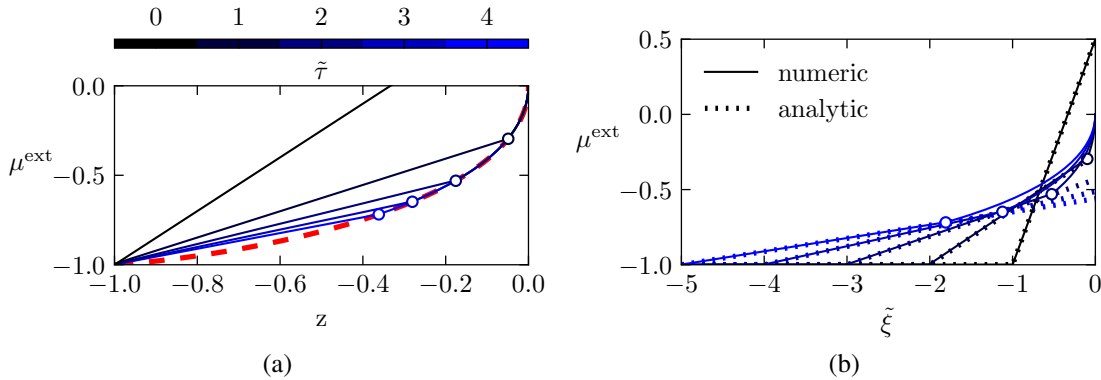 0 1 2 3 4
τ̃
0.0
μ^ext
−0.5
−1.0
−1.0 −0.8 −0.6 −0.4 −0.2 0.0
z
(a)
0.5
numeric
analytic
0.0
μ^ext
−0.5
−1.0
−5 −4 −3 −2 −1 0
ξ̃
(b)